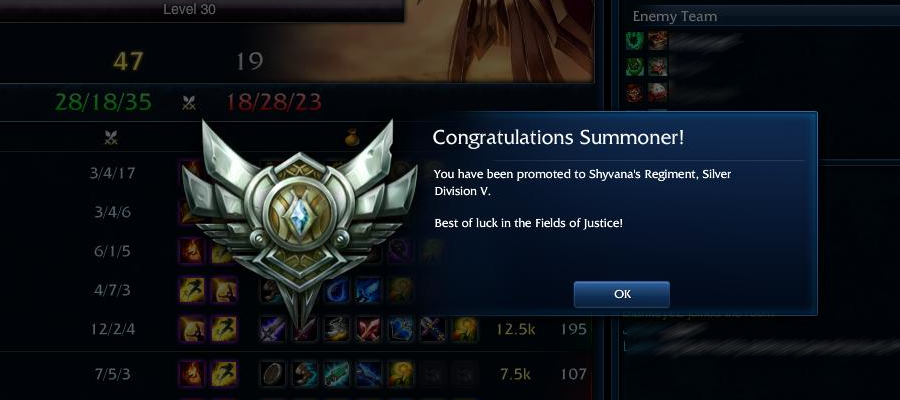 Level 30
Enemy Team
47 19
28/18/35 18/28/23
Congratulations Summoner!
You have been promoted to Shyvana's Regiment, Silver
Division V.
Best of luck in the Fields of Justice!
OK
3/4/17
3/4/6
6/1/5
4/7/3
12/2/4 12.5k 195
7/5/3 7.5k 107